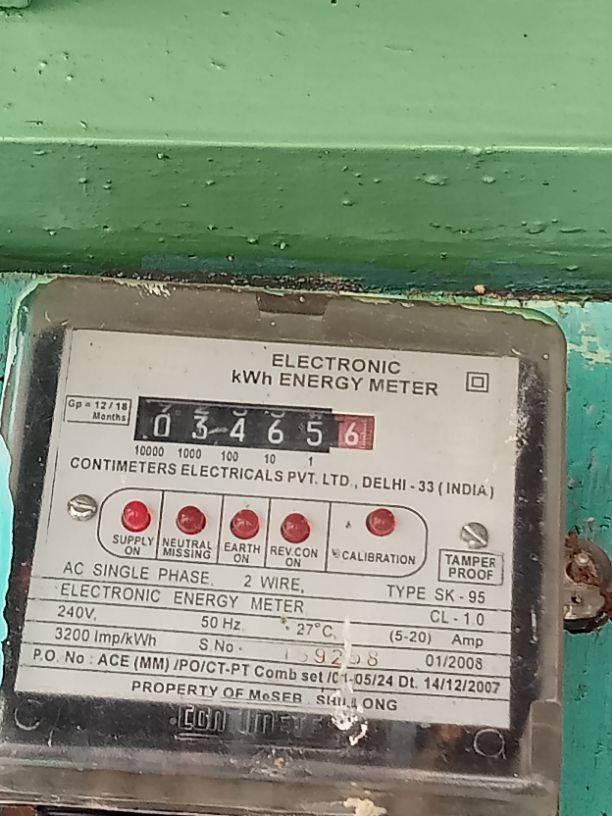 ELECTRONIC
kWh ENERGY METER
Gp = 12 / 18
Months
0 3 4 6 5 6
10000 1000 100 10 1
CONTIMETERS ELECTRICALS PVT. LTD., DELHI - 33 ( INDIA )
SUPPLY ON
NEUTRAL MISSING
EARTH ON
REV.CON ON
CALIBRATION
TAMPER PROOF
AC SINGLE PHASE, 2 WIRE, TYPE SK - 95
ELECTRONIC ENERGY METER CL - 1.0
240V, 50 Hz 27°C, (5-20) Amp
3200 Imp/kWh S.No - 01/2008
P.O. No : ACE (MM) /PO/CT-PT Comb set /01-05/24 Dt. 14/12/2007
PROPERTY OF MeSEB, SHILLONG